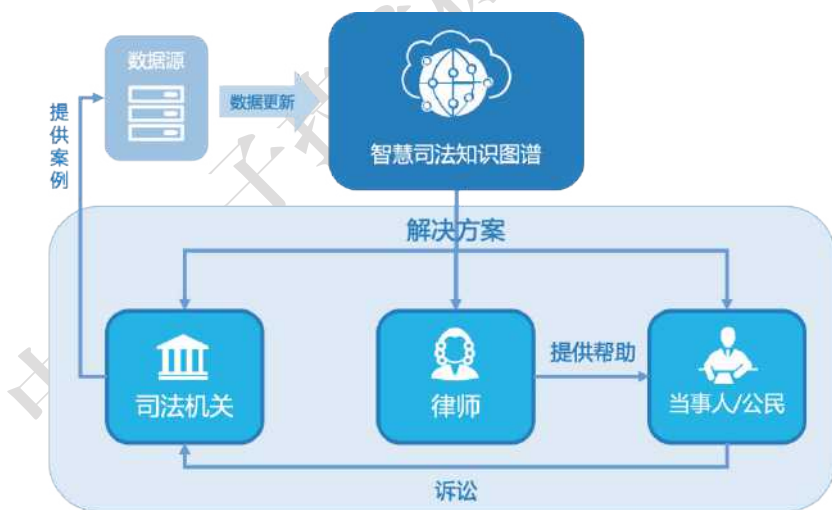 数据源
数据更新
提供案例
智慧司法知识图谱
解决方案
司法机关
律师
提供帮助
当事人/公民
诉讼